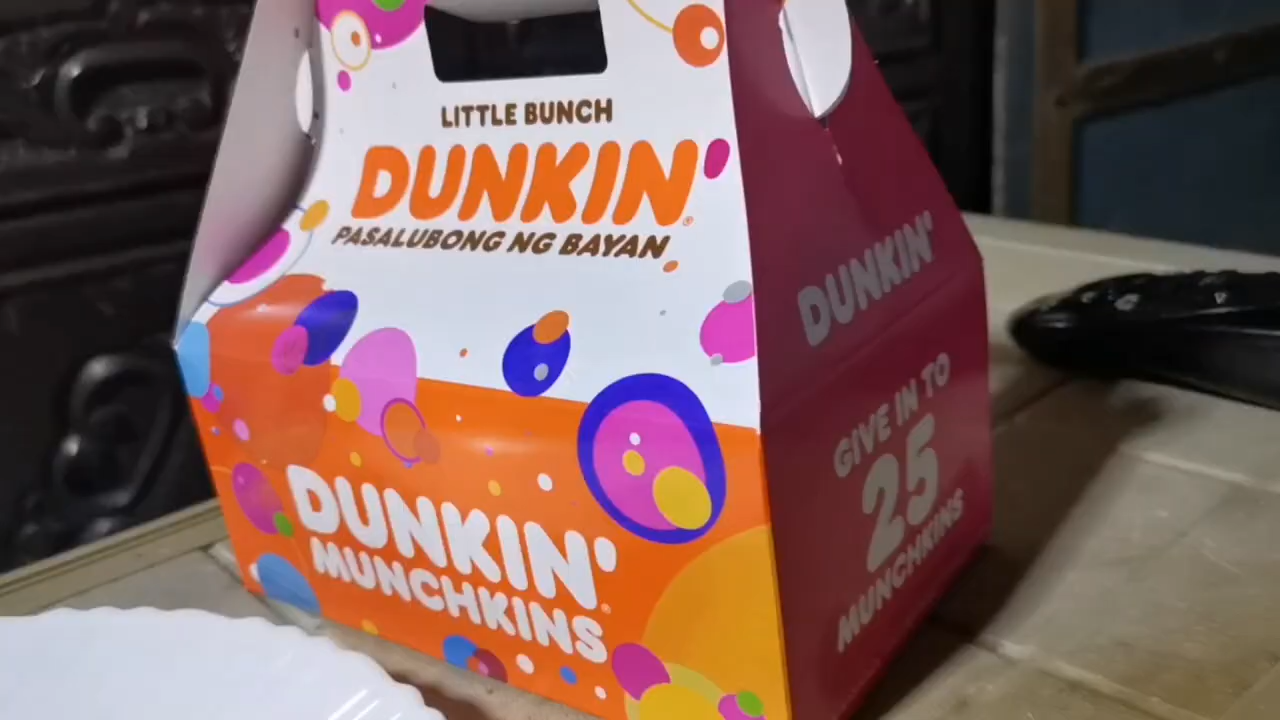 LITTLE BUNCH
DUNKIN'
PASALUBONG NG BAYAN
DUNKIN'
MUNCHKINS
DUNKIN'
GIVE IN TO
25
MUNCHKINS